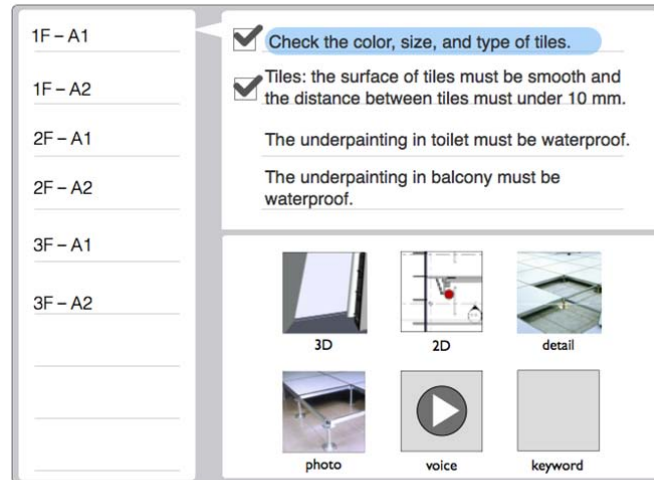 1F – A1
1F – A2
2F – A1
2F – A2
3F – A1
3F – A2
Check the color, size, and type of tiles.
Tiles: the surface of tiles must be smooth and
the distance between tiles must under 10 mm.
The underpainting in toilet must be waterproof.
The underpainting in balcony must be
waterproof.
3D
2D
detail
photo
voice
keyword